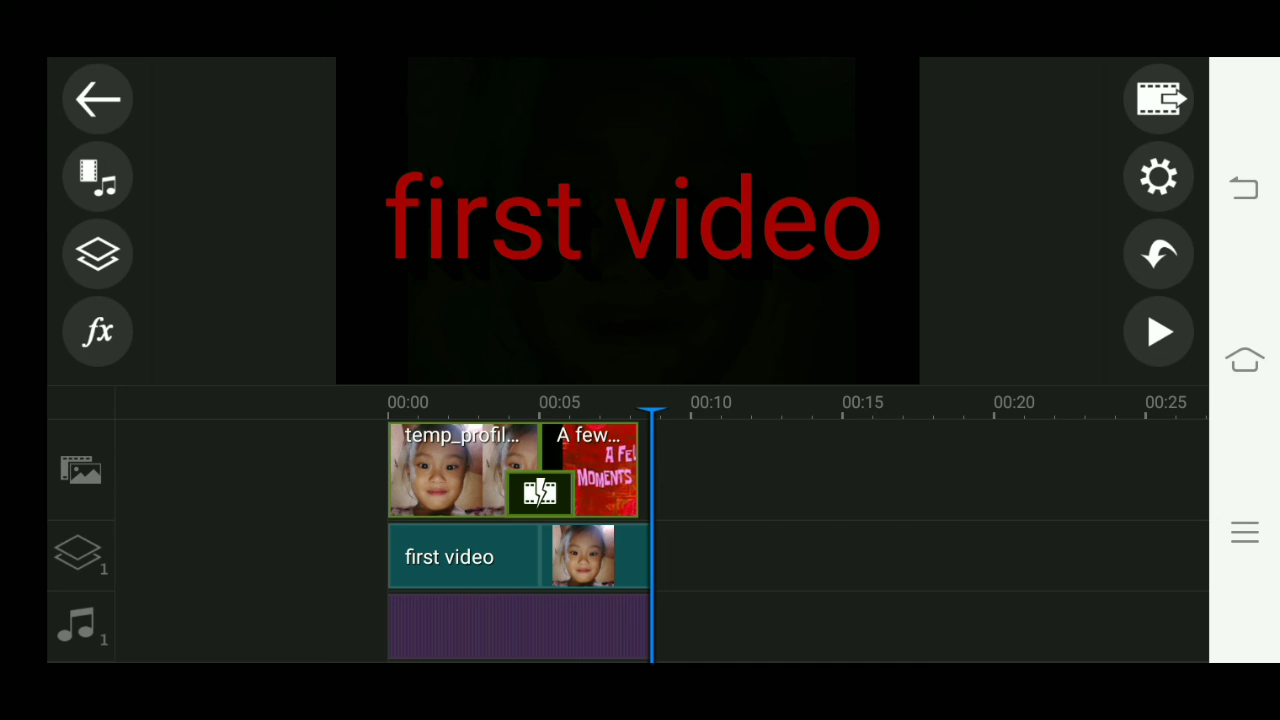 first video
fx
00:00
00:05
00:10
00:15
00:20
00:25
temp_profil...
A few...
A FE
MOMENTS
first video
1
1